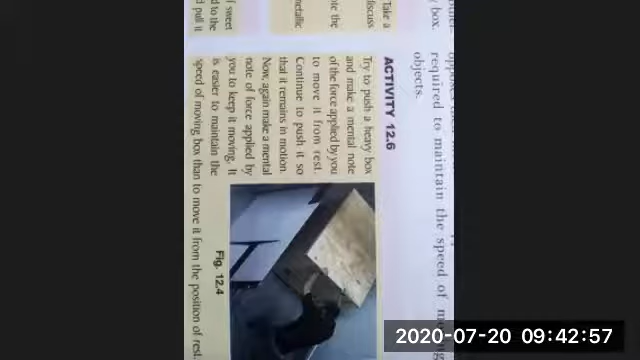 required to maintain the speed of
objects.
ACTIVITY 12.6
Try to push a heavy box
and make a mental note
of the force applied by you
to move it from rest.
Continue to push it so
that it remains in motion.
Now, again make a mental
note of force applied by
you to keep it moving. It
is easier to maintain the
speed of moving box than to move it from the position of rest.
Fig. 12.4
box.
Take a
discuss
the
metallic
f sweet
d to the
pull it
2020-07-20 09:42:57